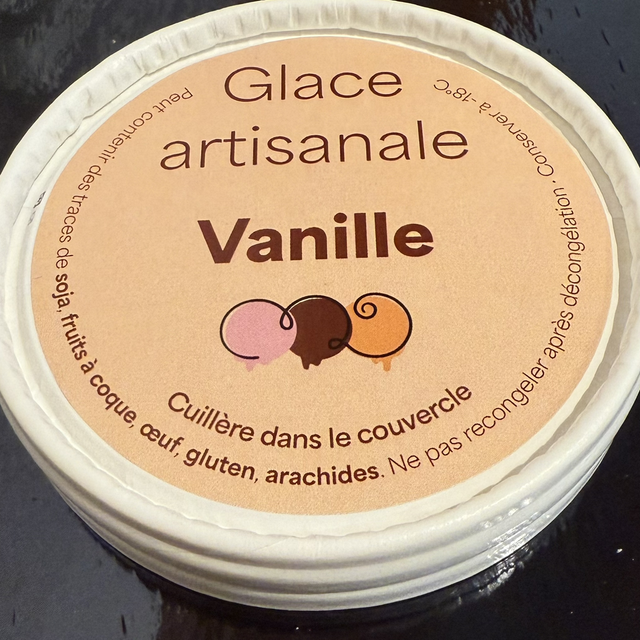 Glace
artisanale
Vanille
Cuillère dans le couvercle
Peut contenir des traces de soja, fruits à coque, œuf, gluten, arachides. Ne pas recongeler après décongélation · Conserver à -18°C